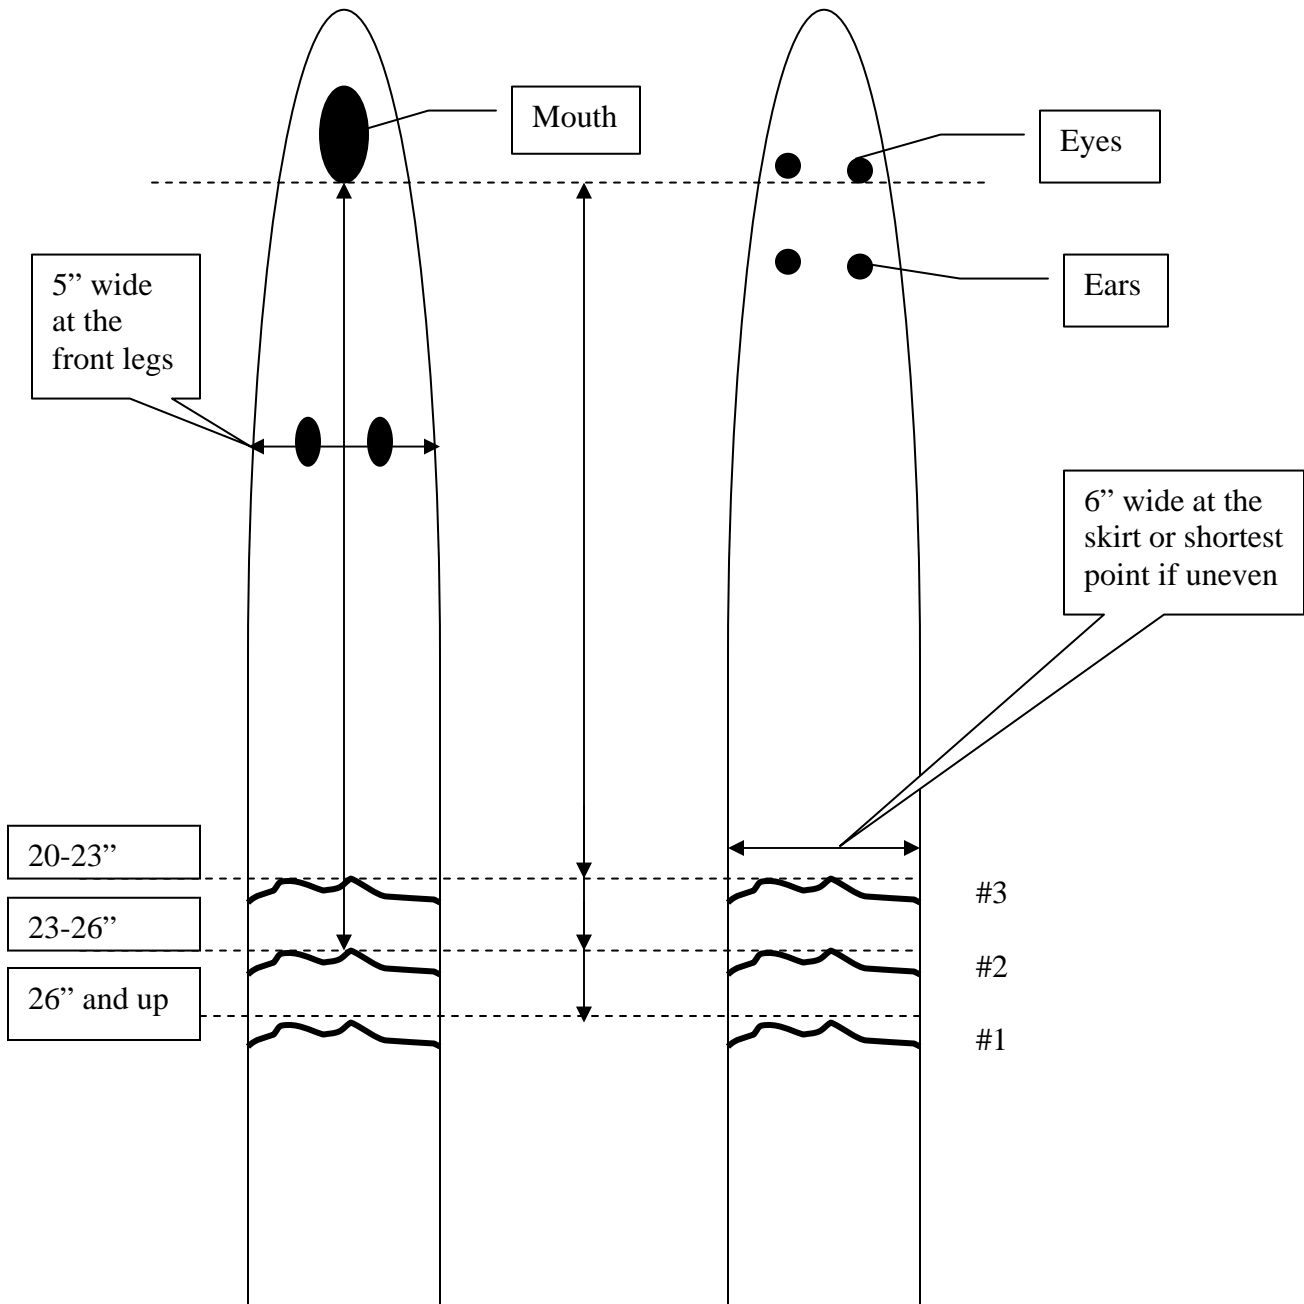 Mouth
Eyes
5” wide
at the
front legs
Ears
6” wide at the
skirt or shortest
point if uneven
20-23”
#3
23-26”
#2
26” and up
#1